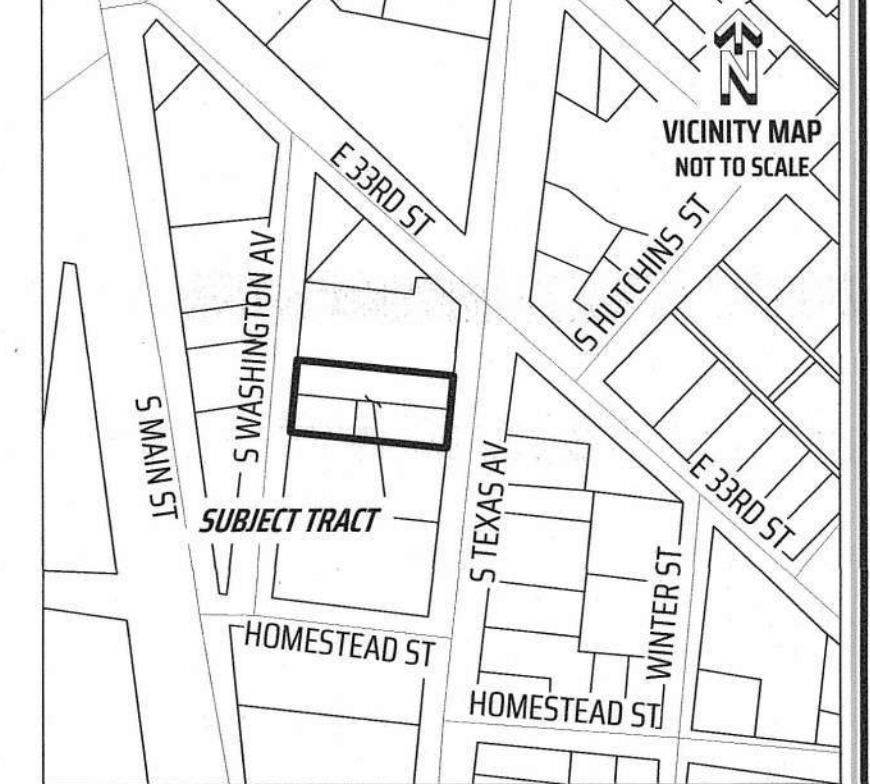 N
VICINITY MAP
NOT TO SCALE
E 33RD ST
S HUTCHINS ST
S WASHINGTON AV
S MAIN ST
S TEXAS AV
E 33RD ST
SUBJECT TRACT
WINTER ST
HOMESTEAD ST
HOMESTEAD ST